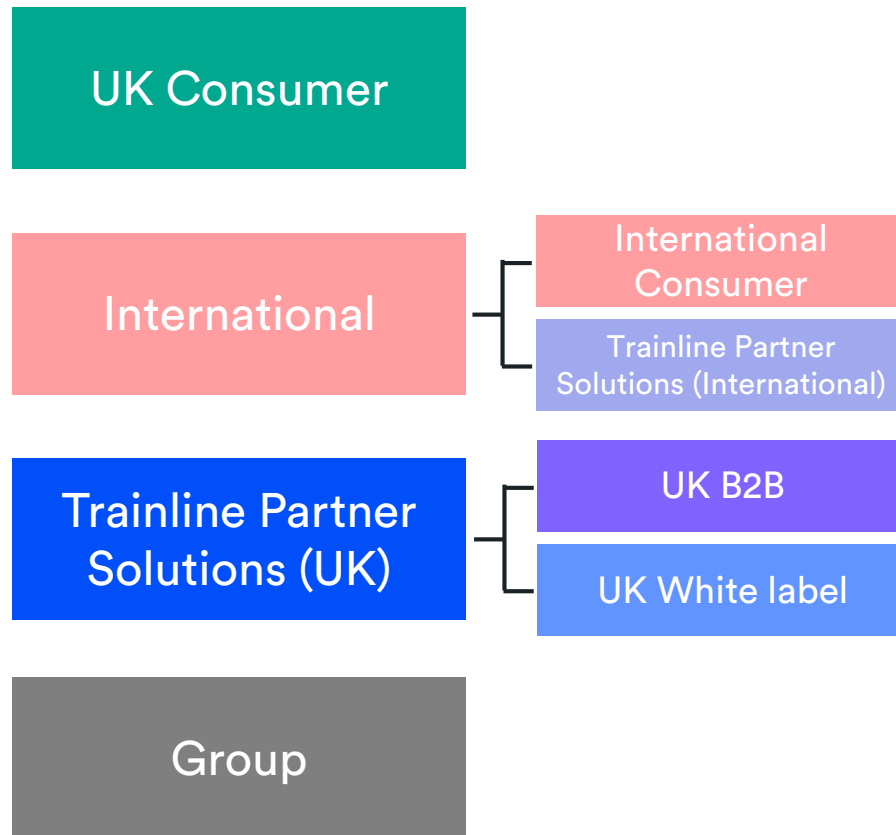 UK Consumer
International
International
Consumer
Trainline Partner
Solutions (International)
Trainline Partner
Solutions (UK)
UK B2B
UK White label
Group